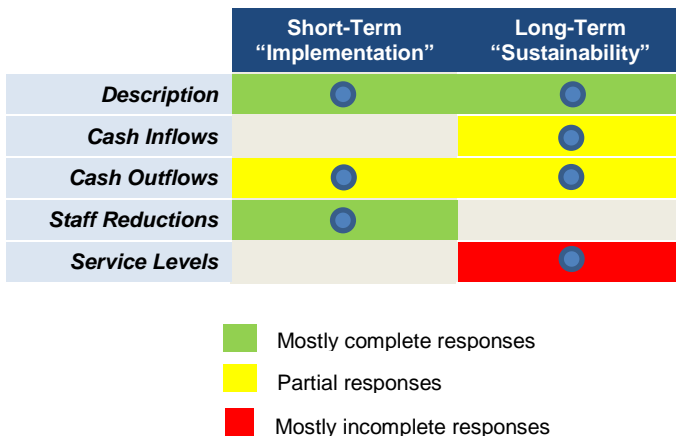 Short-Term Long-Term
“Implementation” “Sustainability”
Description
Cash Inflows
Cash Outflows
Staff Reductions
Service Levels
Mostly complete responses
Partial responses
Mostly incomplete responses